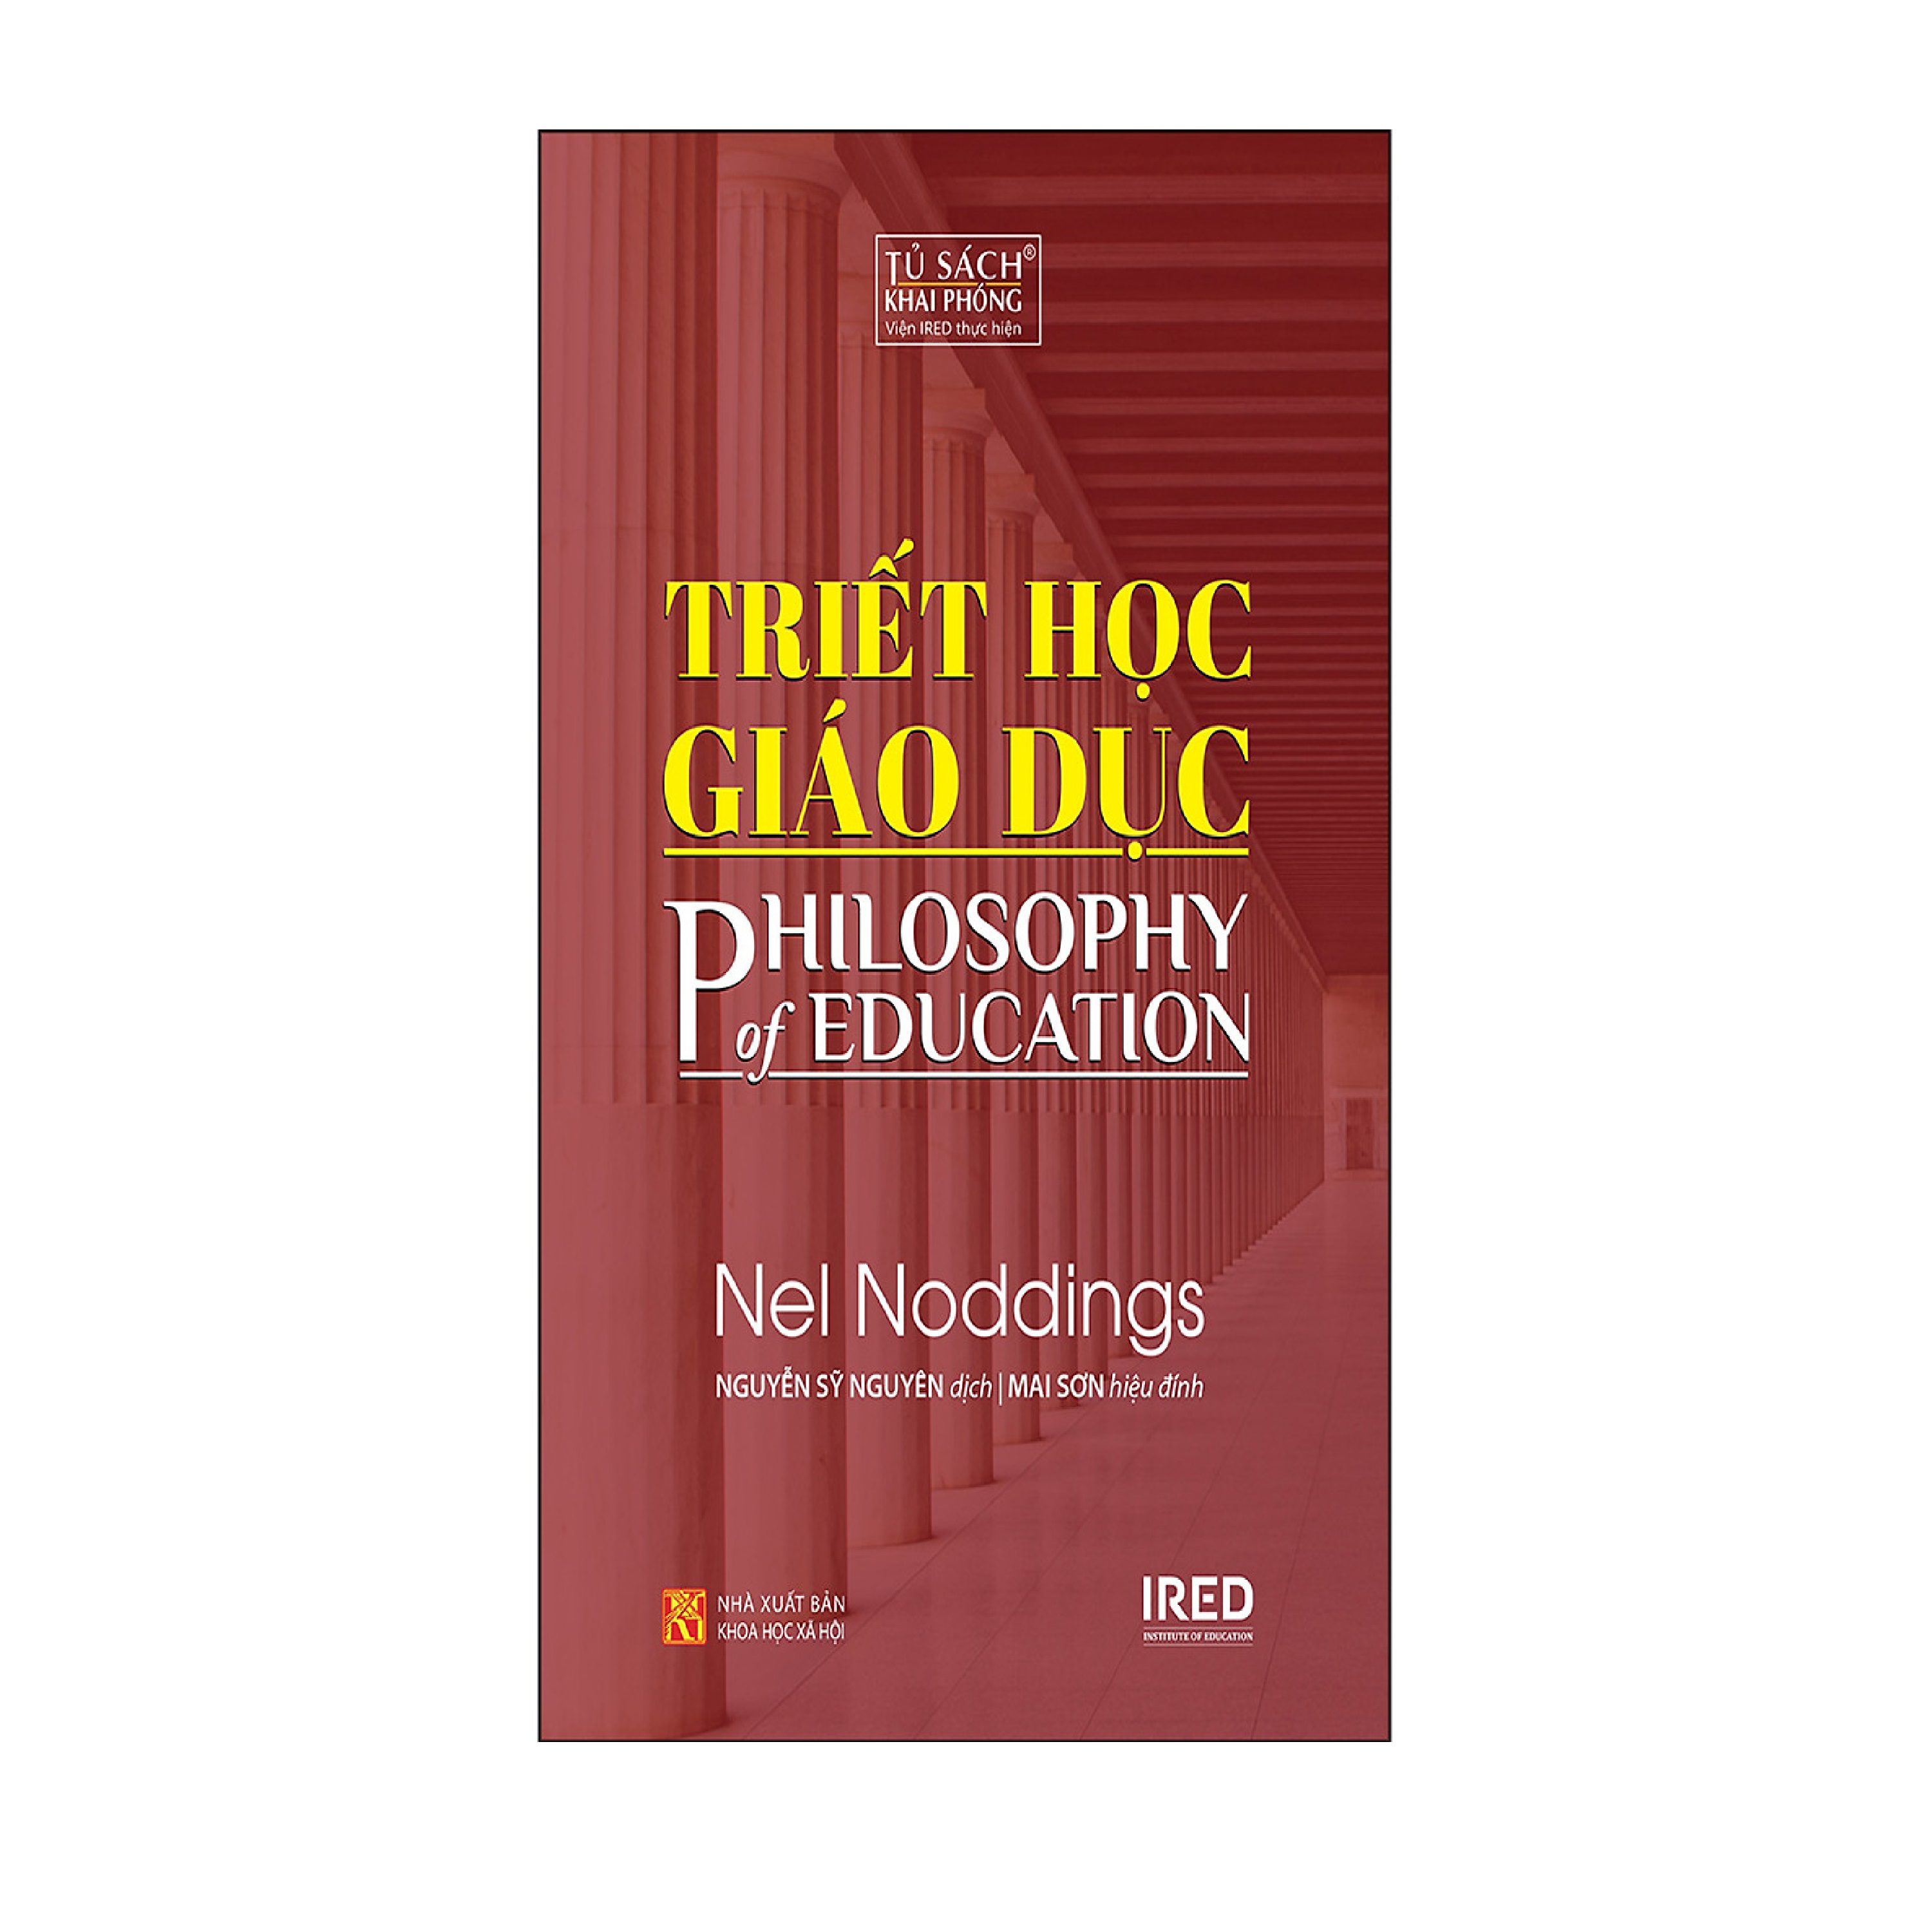 TỦ SÁCH®
KHAI PHÓNG
Viện IRED thực hiện
TRIẾT HỌC
GIÁO DỤC
PHILOSOPHY
of EDUCATION
Nel Noddings
NGUYỄN SỸ NGUYÊN dịch | MAI SƠN hiệu đính
NHÀ XUẤT BẢN
KHOA HỌC XÃ HỘI
IRED
INSTITUTE OF EDUCATION